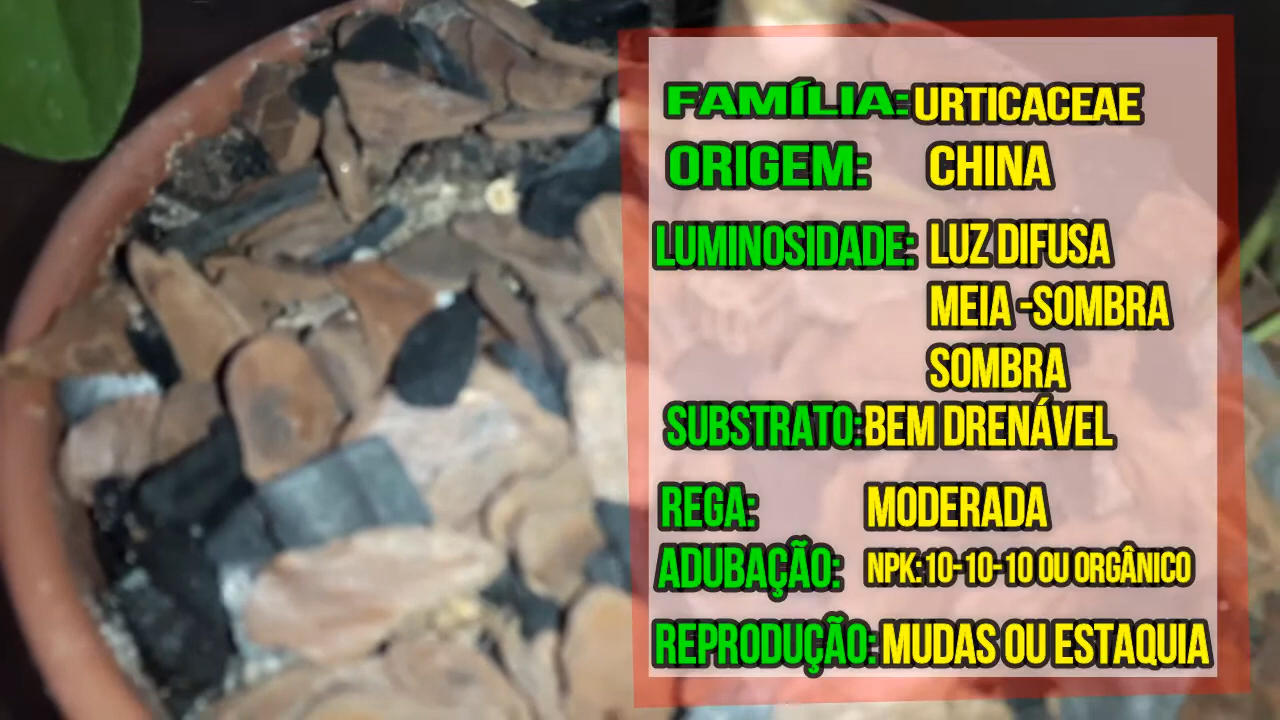 FAMÍLIA: URTICACEAE
ORIGEM: CHINA
LUMINOSIDADE: LUZ DIFUSA
MEIA -SOMBRA
SOMBRA
SUBSTRATO: BEM DRENÁVEL
REGA: MODERADA
ADUBAÇÃO: NPK:10-10-10 OU ORGÂNICO
REPRODUÇÃO: MUDAS OU ESTAQUIA